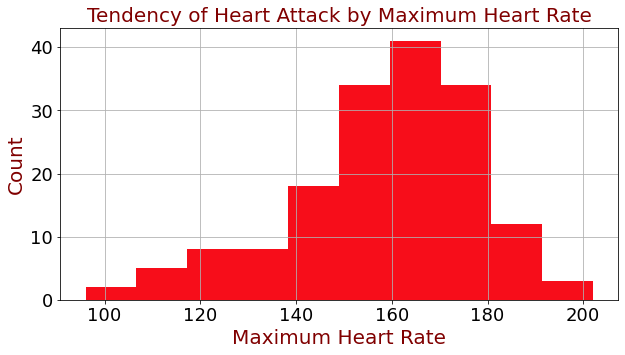 Tendency of Heart Attack by Maximum Heart Rate
Count
40
30
20
10
0
100 120 140 160 180 200
Maximum Heart Rate